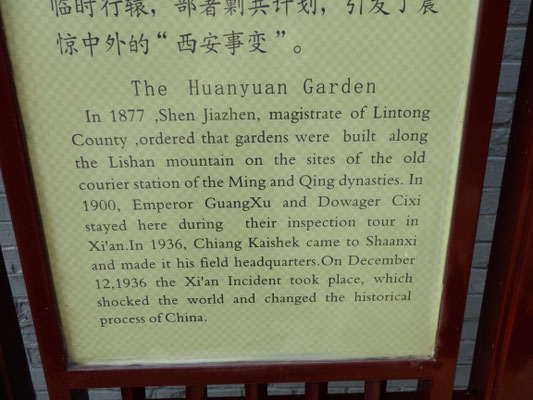 临时行辕，部署剿共计划，引发了震
惊中外的“西安事变”。
The Huanyuan Garden
In 1877 ,Shen Jiazhen, magistrate of Lintong
County ,ordered that gardens were built along
the Lishan mountain on the sites of the old
courier station of the Ming and Qing dynasties. In
1900, Emperor GuangXu and Dowager Cixi
stayed here during their inspection tour in
Xi'an.In 1936, Chiang Kaishek came to Shaanxi
and made it his field headquarters.On December
12,1936 the Xi'an Incident took place, which
shocked the world and changed the historical
process of China.